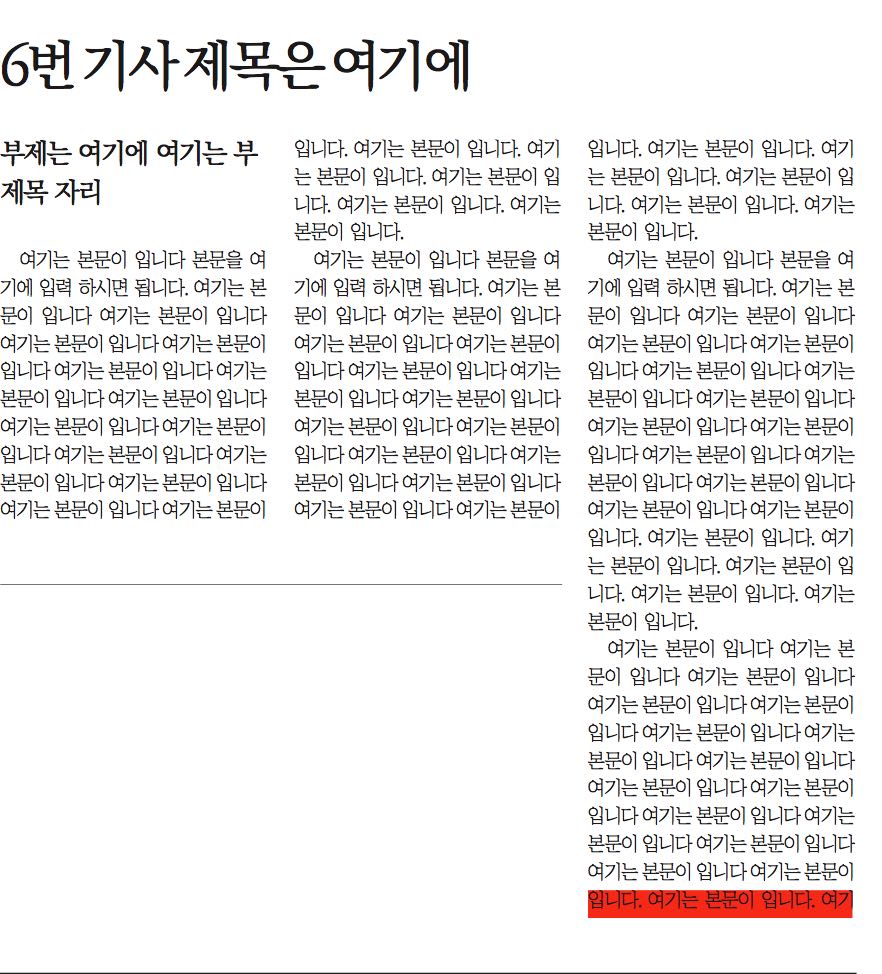 6번 기사 제목은 여기에
부제는 여기에 여기는 부
제목 자리
여기는 본문이 입니다 본문을 여
기에 입력 하시면 됩니다. 여기는 본
문이 입니다 여기는 본문이 입니다
여기는 본문이 입니다 여기는 본문이
입니다 여기는 본문이 입니다 여기는
본문이 입니다 여기는 본문이 입니다
여기는 본문이 입니다 여기는 본문이
입니다 여기는 본문이 입니다 여기는
본문이 입니다 여기는 본문이 입니다
여기는 본문이 입니다 여기는 본문이
입니다. 여기는 본문이 입니다. 여기
는 본문이 입니다. 여기는 본문이 입
니다. 여기는 본문이 입니다. 여기는
본문이 입니다.
여기는 본문이 입니다 본문을 여
기에 입력 하시면 됩니다. 여기는 본
문이 입니다 여기는 본문이 입니다
여기는 본문이 입니다 여기는 본문이
입니다 여기는 본문이 입니다 여기는
본문이 입니다 여기는 본문이 입니다
여기는 본문이 입니다 여기는 본문이
입니다 여기는 본문이 입니다 여기는
본문이 입니다 여기는 본문이 입니다
여기는 본문이 입니다 여기는 본문이
입니다. 여기는 본문이 입니다. 여기
는 본문이 입니다. 여기는 본문이 입
니다. 여기는 본문이 입니다. 여기는
본문이 입니다.
여기는 본문이 입니다 본문을 여
기에 입력 하시면 됩니다. 여기는 본
문이 입니다 여기는 본문이 입니다
여기는 본문이 입니다 여기는 본문이
입니다 여기는 본문이 입니다 여기는
본문이 입니다 여기는 본문이 입니다
여기는 본문이 입니다 여기는 본문이
입니다 여기는 본문이 입니다 여기는
본문이 입니다 여기는 본문이 입니다
여기는 본문이 입니다 여기는 본문이
입니다. 여기는 본문이 입니다. 여기
는 본문이 입니다. 여기는 본문이 입
니다. 여기는 본문이 입니다. 여기는
본문이 입니다.
여기는 본문이 입니다 여기는 본
문이 입니다 여기는 본문이 입니다
여기는 본문이 입니다 여기는 본문이
입니다 여기는 본문이 입니다 여기는
본문이 입니다 여기는 본문이 입니다
여기는 본문이 입니다 여기는 본문이
입니다 여기는 본문이 입니다 여기는
본문이 입니다 여기는 본문이 입니다
여기는 본문이 입니다 여기는 본문이
입니다. 여기는 본문이 입니다. 여기